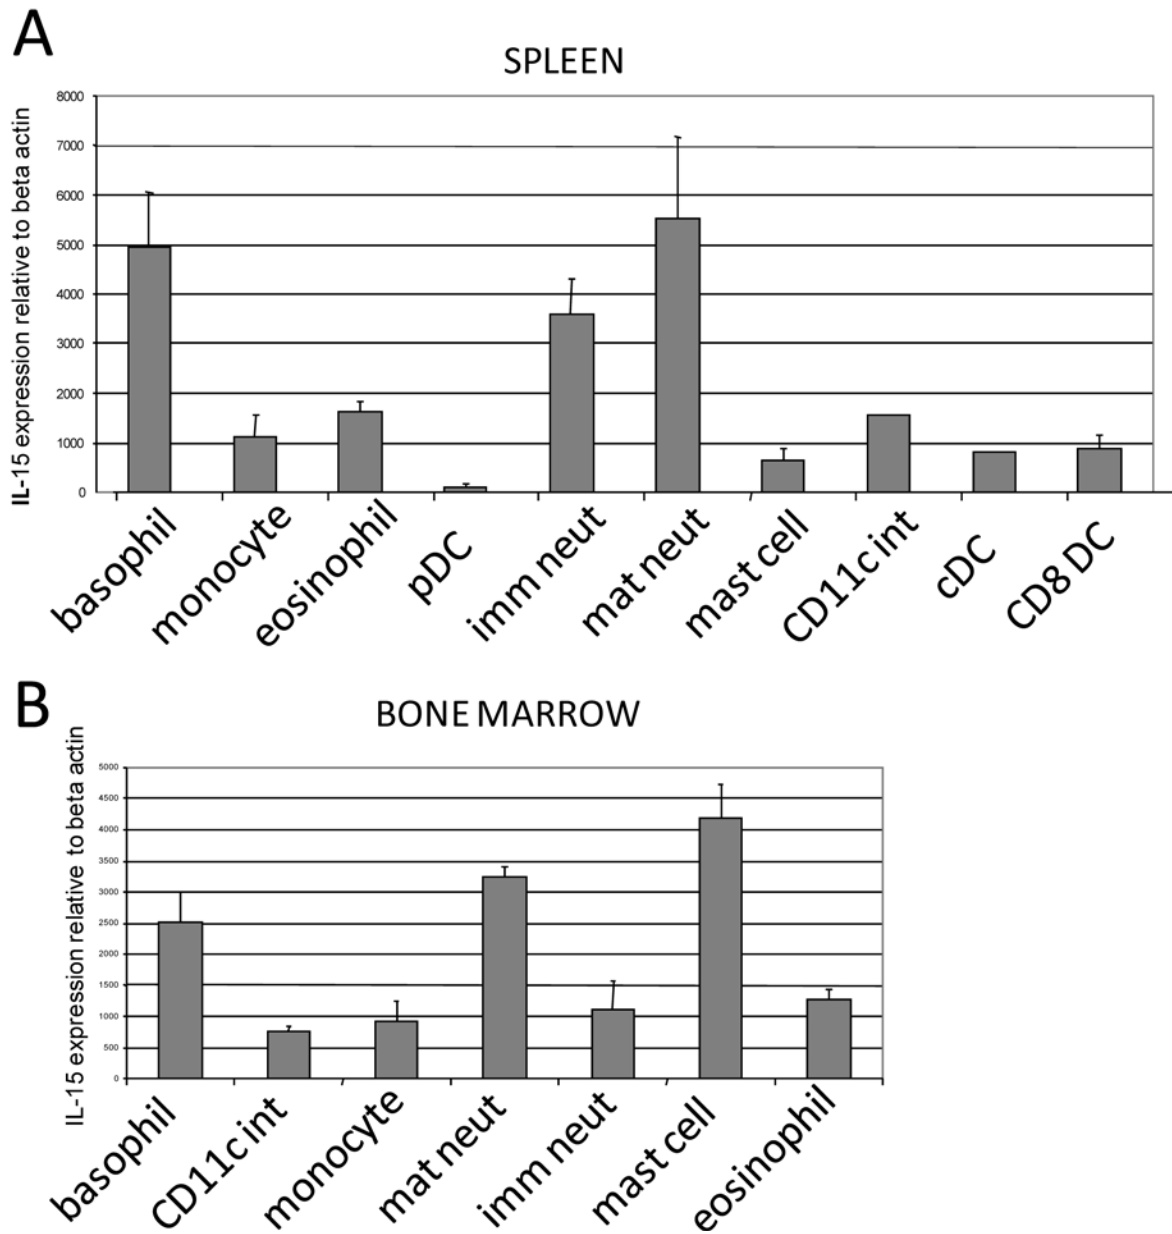 A
SPLEEN
IL-15 expression relative to beta actin
8000
7000
6000
5000
4000
3000
2000
1000
0
basophil
monocyte
eosinophil
pDC
imm neut
mat neut
mast cell
CD11c int
cDC
CD8 DC
B
BONE MARROW
IL-15 expression relative to beta actin
5000
4500
4000
3500
3000
2500
2000
1500
1000
500
0
basophil
CD11c int
monocyte
mat neut
imm neut
mast cell
eosinophil